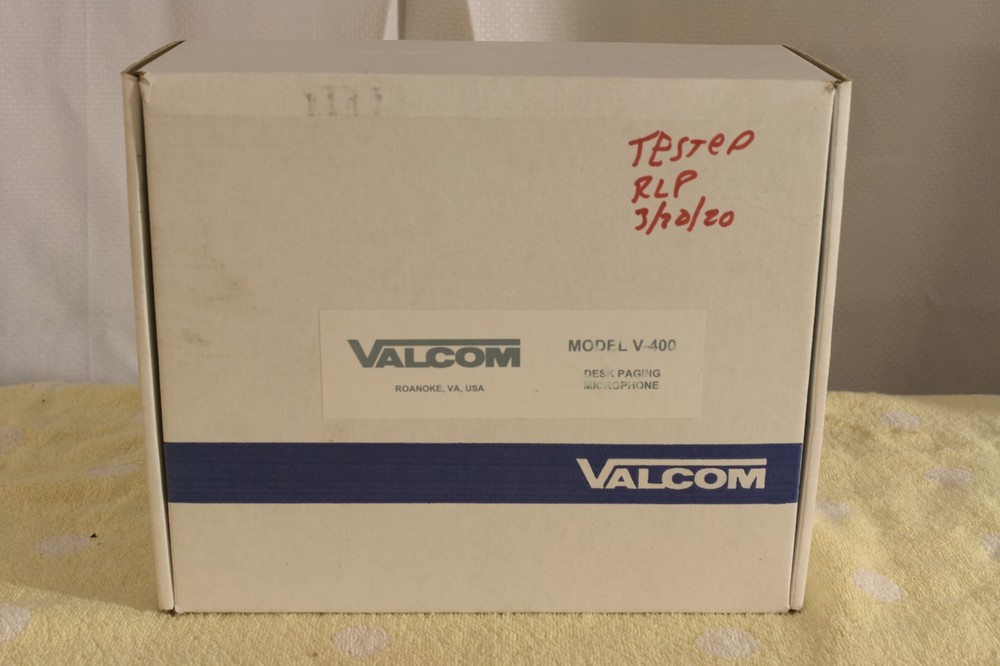 TESTED
RLP
3/20/20
VALCOM
ROANOKE, VA, USA
MODEL V-400
DESK PAGING
MICROPHONE
VALCOM